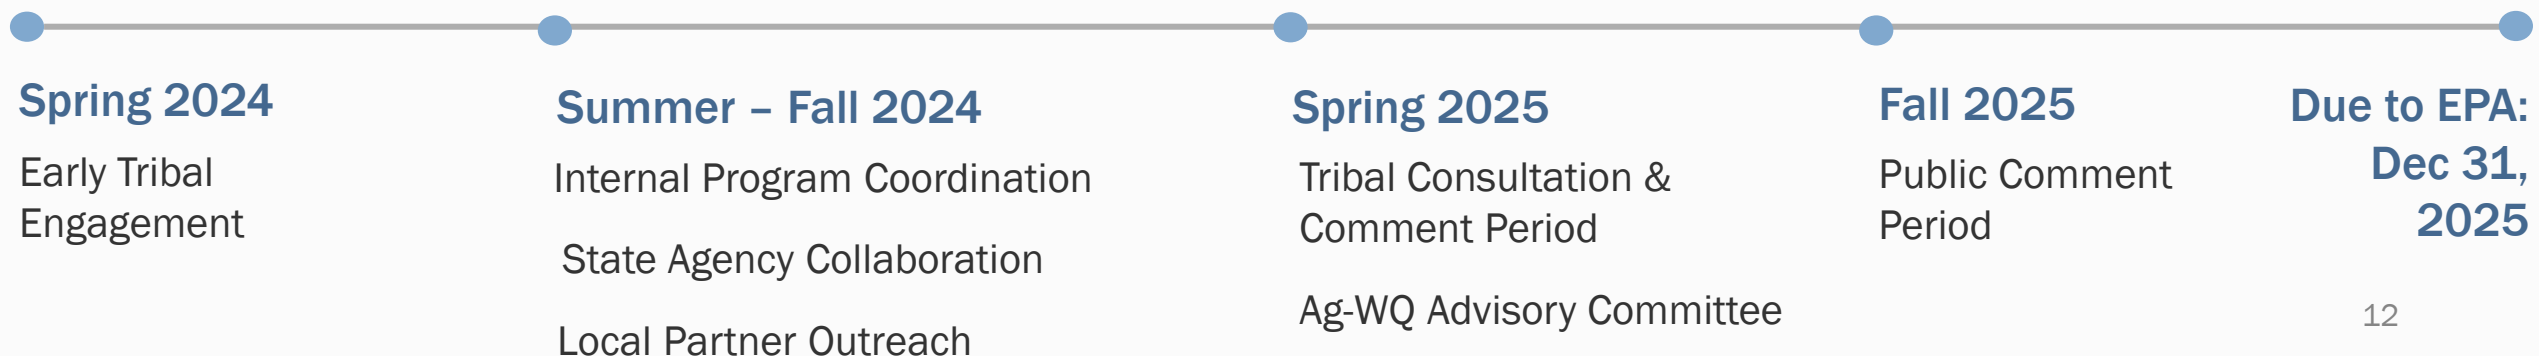 Spring 2024
Early Tribal
Engagement
Summer – Fall 2024
Internal Program Coordination
State Agency Collaboration
Local Partner Outreach
Spring 2025
Tribal Consultation &
Comment Period
Ag-WQ Advisory Committee
Fall 2025
Public Comment
Period
Due to EPA:
Dec 31,
2025
12